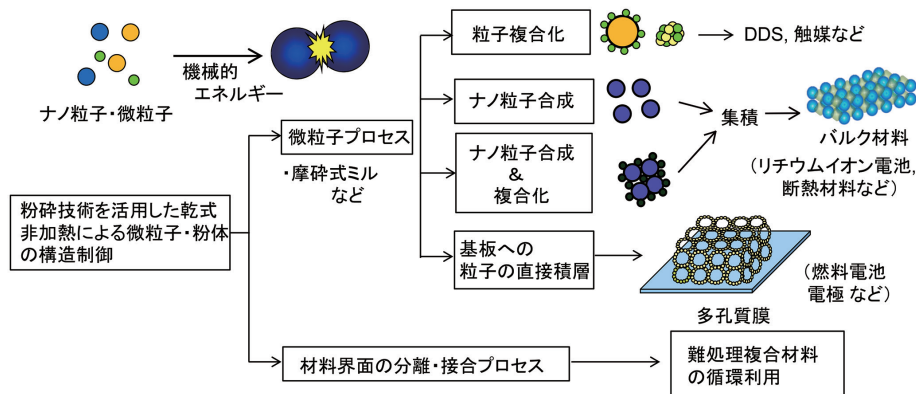 ナノ粒子・微粒子
機械的
エネルギー
粒子複合化
DDS, 触媒など
ナノ粒子合成
集積
バルク材料
(リチウムイオン電池,
断熱材料など)
微粒子プロセス
・摩砕式ミル
など
ナノ粒子合成
&
複合化
粉砕技術を活用した乾式
非加熱による微粒子・粉体
の構造制御
基板への
粒子の直接積層
(燃料電池
電極 など)
多孔質膜
材料界面の分離・接合プロセス
難処理複合材料
の循環利用